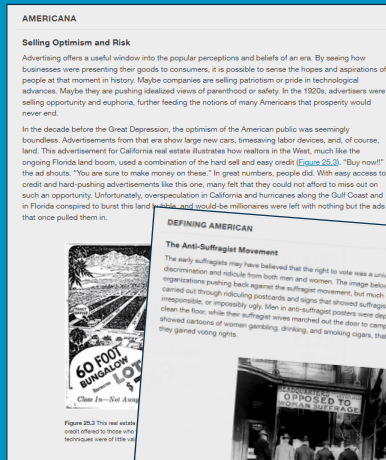 AMERICANA
Selling Optimism and Risk
Advertising offers a useful window into the popular perceptions and beliefs of an era. By seeing how
businesses were presenting their goods to consumers, it is possible to sense the hopes and aspirations of
people at that moment in history. Maybe companies are selling patriotism or pride in technological
advances. Maybe they are pushing idealized views of parenthood or safety. In the 1920s, advertisers were
selling opportunity and euphoria, further feeding the notions of many Americans that prosperity would
never end.
In the decade before the Great Depression, the optimism of the American public was seemingly
boundless. Advertisements from that era show large new cars, timesaving labor devices, and, of course,
land. This advertisement for California real estate illustrates how realtors in the West, much like the
ongoing Florida land boom, used a combination of the hard sell and easy credit (Figure 25.3). "Buy now!!"
the ad shouts. "You are sure to make money on these." In great numbers, people did. With easy access to
credit and hard-pushing advertisements like this one, many felt that they could not afford to miss out on
such an opportunity. Unfortunately, overspeculation in California and hurricanes along the Gulf Coast and
in Florida conspired to burst this land bubble, and would-be millionaires were left with nothing but the ads
that once pulled them in.
60 FOOT
BUNGALOW
LOT
Close In—Not Away
Figure 25.3 This real estate
credit offered to those who
techniques were of little val
DEFINING AMERICAN
The Anti-Suffragist Movement
The early suffragists may have believed that the right to vote was a univ
discrimination and ridicule from both men and women. The image below
organizations pushing back against the suffragist movement, but much
carried out through ridiculing postcards and signs that showed suffragis
irresponsible, or impossibly ugly. Men in anti-suffragist posters were dep
clean the floor, while their suffragist wives marched out the door to camp
showed cartoons of women gambling, drinking, and smoking cigars, tha
they gained voting rights.
OPPOSED TO
WOMAN SUFFRAGE